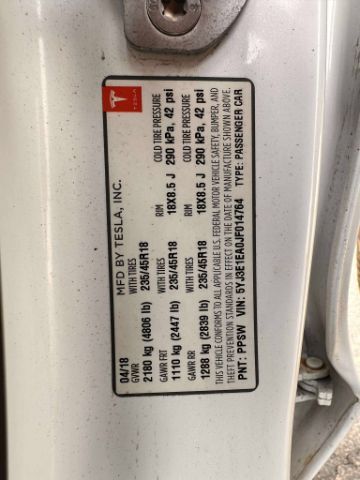 TESLA
04/18 MFD BY TESLA, INC.
GVWR WITH TIRES RIM COLD TIRE PRESSURE
2180 kg (4806 lb) 235/45R18 18X8.5 J 290 kPa, 42 psi
GAWR FRT WITH TIRES RIM COLD TIRE PRESSURE
1110 kg (2447 lb) 235/45R18 18X8.5 J 290 kPa, 42 psi
GAWR RR
1288 kg (2839 lb) 235/45R18
THIS VEHICLE CONFORMS TO ALL APPLICABLE U.S. FEDERAL MOTOR VEHICLE SAFETY, BUMPER, AND
THEFT PREVENTION STANDARDS IN EFFECT ON THE DATE OF MANUFACTURE SHOWN ABOVE.
PNT: PPSW VIN: 5YJ3E1EA0JF014764 TYPE: PASSENGER CAR